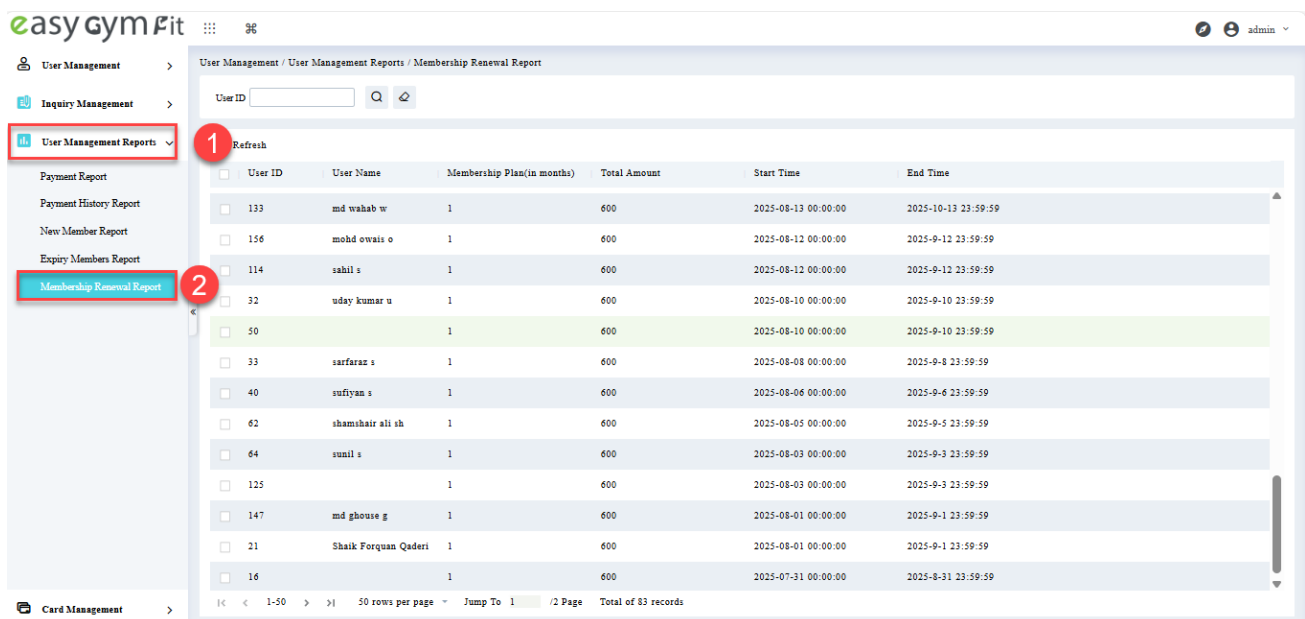 easy Gym Fit
admin
User Management
Inquiry Management
User Management Reports
1
Payment Report
Payment History Report
New Member Report
Expiry Members Report
Membership Renewal Report
2
Card Management
User Management / User Management Reports / Membership Renewal Report
User ID
Refresh
User ID User Name Membership Plan(in months) Total Amount Start Time End Time
133 md wahab w 1 600 2025-08-13 00:00:00 2025-10-13 23:59:59
156 mohd owais o 1 600 2025-08-12 00:00:00 2025-9-12 23:59:59
114 sahil s 1 600 2025-08-12 00:00:00 2025-9-12 23:59:59
32 uday kumar u 1 600 2025-08-10 00:00:00 2025-9-10 23:59:59
50 1 600 2025-08-10 00:00:00 2025-9-10 23:59:59
33 sarfaraz s 1 600 2025-08-08 00:00:00 2025-9-8 23:59:59
40 sufiyan s 1 600 2025-08-06 00:00:00 2025-9-6 23:59:59
62 shamshair ali sh 1 600 2025-08-05 00:00:00 2025-9-5 23:59:59
64 sunil s 1 600 2025-08-03 00:00:00 2025-9-3 23:59:59
125 1 600 2025-08-03 00:00:00 2025-9-3 23:59:59
147 md ghouse g 1 600 2025-08-01 00:00:00 2025-9-1 23:59:59
21 Shaik Forquan Qaderi 1 600 2025-08-01 00:00:00 2025-9-1 23:59:59
16 1 600 2025-07-31 00:00:00 2025-8-31 23:59:59
1-50 50 rows per page Jump To 1 /2 Page Total of 83 records